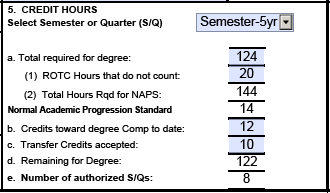 5. CREDIT HOURS
Select Semester or Quarter (S/Q) Semester-5yr
a. Total required for degree: 124
(1) ROTC Hours that do not count: 20
(2) Total Hours Rqd for NAPS: 144
Normal Academic Progression Standard 14
b. Credits toward degree Comp to date: 12
c. Transfer Credits accepted: 10
d. Remaining for Degree: 122
e. Number of authorized S/Qs: 8